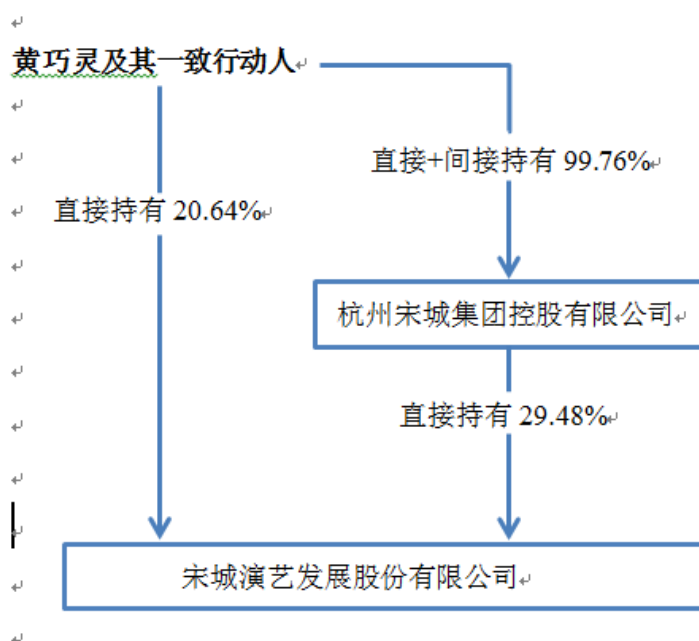 黄巧灵及其一致行动人
直接+间接持有 99.76%
直接持有 20.64%
杭州宋城集团控股有限公司
直接持有 29.48%
宋城演艺发展股份有限公司